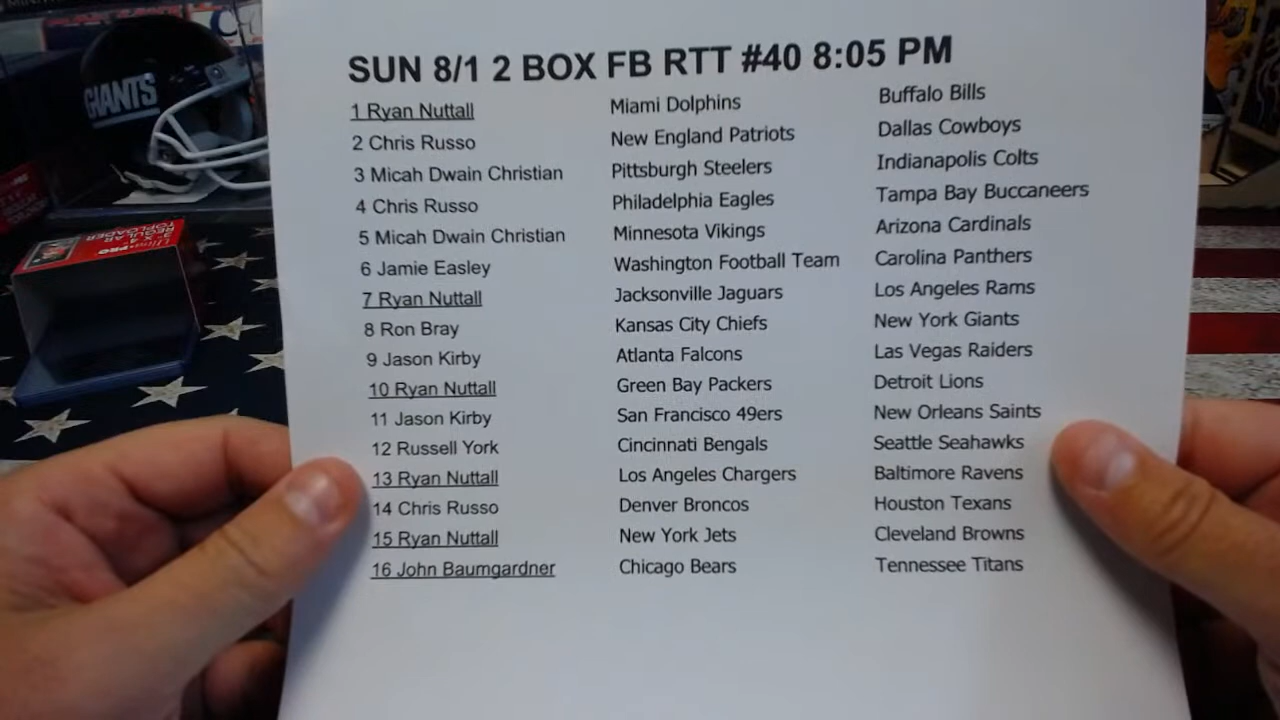 GIANTS
ULTRA PRO
3" X 4" REGULAR
TOPLOADER
SUN 8/1 2 BOX FB RTT #40 8:05 PM
1 Ryan Nuttall Miami Dolphins Buffalo Bills
2 Chris Russo New England Patriots Dallas Cowboys
3 Micah Dwain Christian Pittsburgh Steelers Indianapolis Colts
4 Chris Russo Philadelphia Eagles Tampa Bay Buccaneers
5 Micah Dwain Christian Minnesota Vikings Arizona Cardinals
6 Jamie Easley Washington Football Team Carolina Panthers
7 Ryan Nuttall Jacksonville Jaguars Los Angeles Rams
8 Ron Bray Kansas City Chiefs New York Giants
9 Jason Kirby Atlanta Falcons Las Vegas Raiders
10 Ryan Nuttall Green Bay Packers Detroit Lions
11 Jason Kirby San Francisco 49ers New Orleans Saints
12 Russell York Cincinnati Bengals Seattle Seahawks
13 Ryan Nuttall Los Angeles Chargers Baltimore Ravens
14 Chris Russo Denver Broncos Houston Texans
15 Ryan Nuttall New York Jets Cleveland Browns
16 John Baumgardner Chicago Bears Tennessee Titans